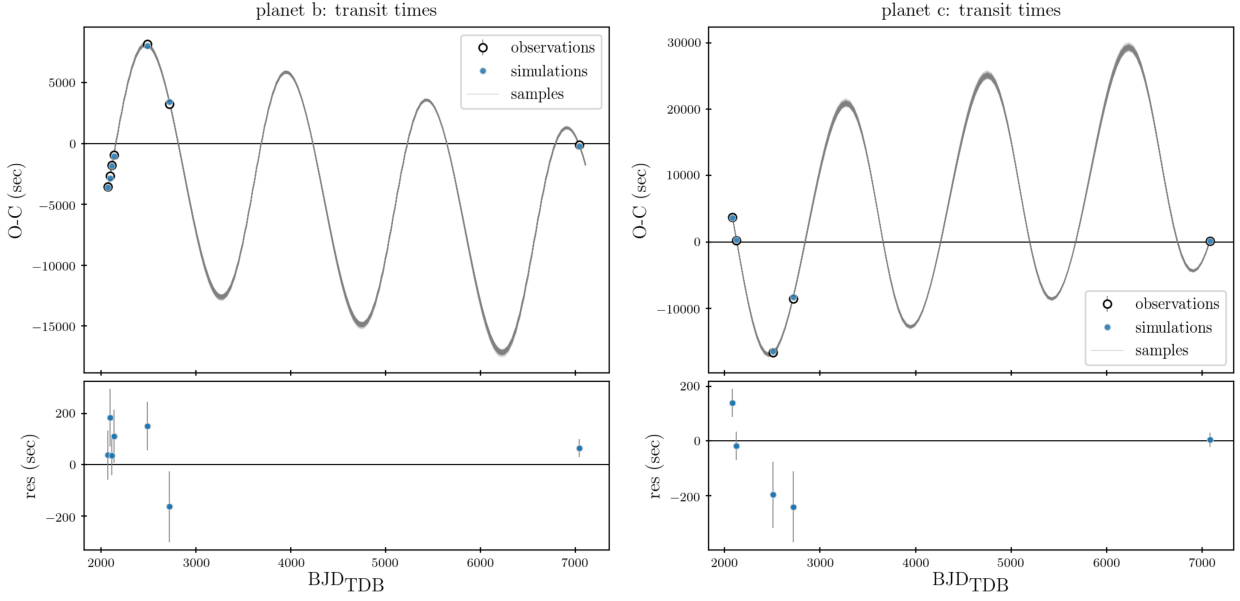 planet b: transit times
planet c: transit times
O-C (sec)
5000
0
−5000
−10000
−15000
observations
simulations
samples
res (sec)
200
0
−200
2000 3000 4000 5000 6000 7000
BJD_TDB
O-C (sec)
30000
20000
10000
0
−10000
observations
simulations
samples
res (sec)
200
0
−200
2000 3000 4000 5000 6000 7000
BJD_TDB